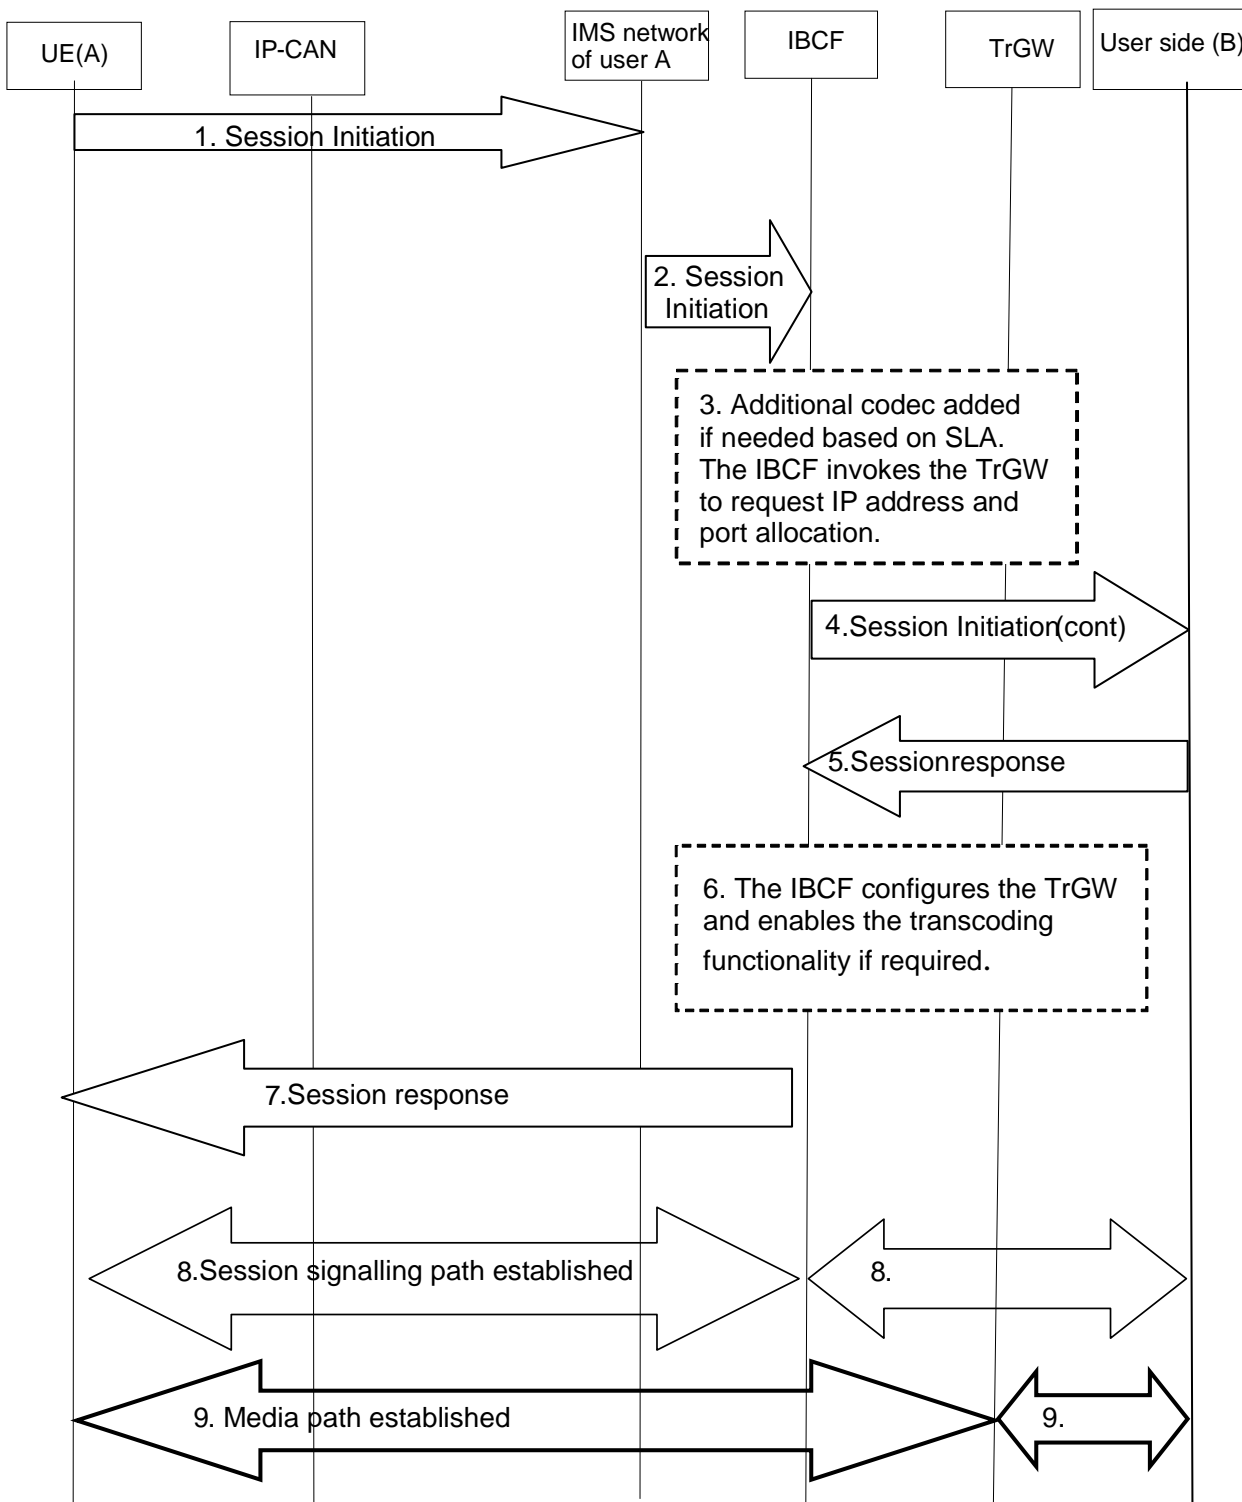 UE(A)
IP-CAN
IMS network
of user A
IBCF
TrGW
User side (B)
1. Session Initiation
2. Session
Initiation
3. Additional codec added
if needed based on SLA.
The IBCF invokes the TrGW
to request IP address and
port allocation.
4.Session Initiation(cont)
5.Sessionresponse
6. The IBCF configures the TrGW
and enables the transcoding
functionality if required.
7.Session response
8.Session signalling path established
8.
9. Media path established
9.